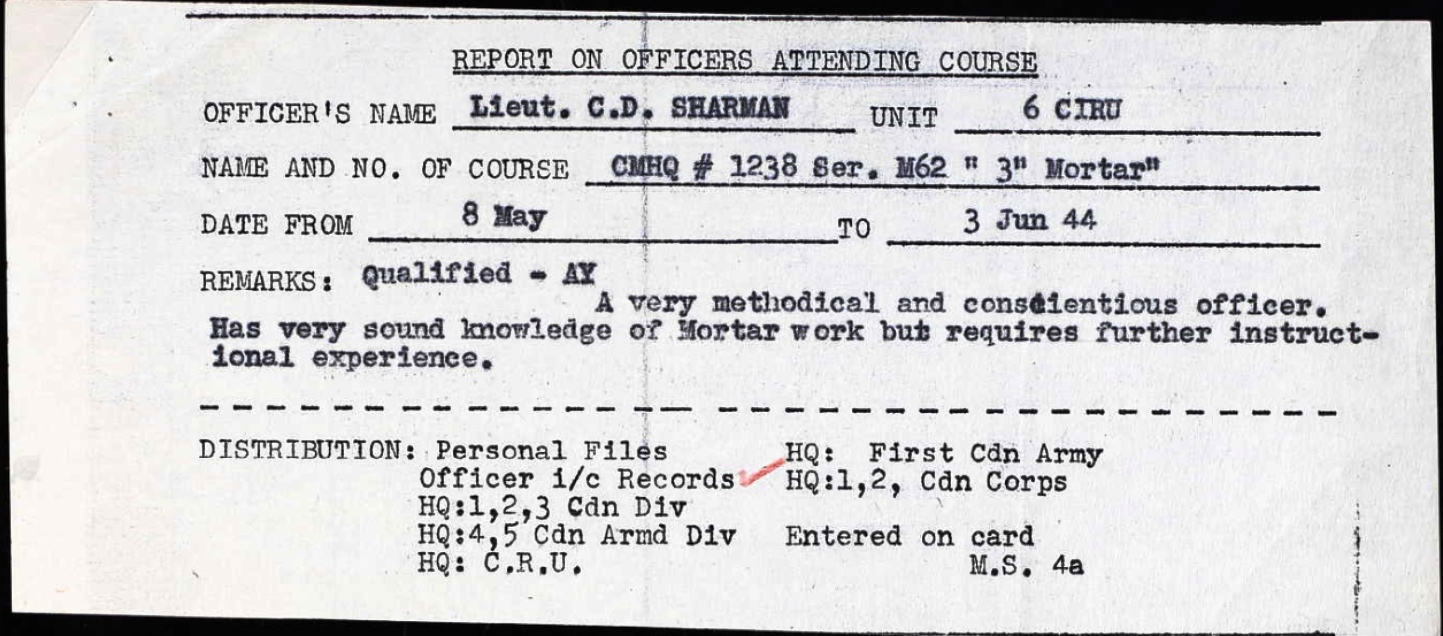 REPORT ON OFFICERS ATTENDING COURSE
OFFICER'S NAME Lieut. C.D. SHARMAN UNIT 6 CIRU
NAME AND NO. OF COURSE CMHQ # 1238 Ser. M62 " 3" Mortar"
DATE FROM 8 May TO 3 Jun 44
REMARKS: Qualified - AY
A very methodical and conscientious officer.
Has very sound knowledge of Mortar work but requires further instruct-
ional experience.
DISTRIBUTION: Personal Files HQ: First Cdn Army
Officer i/c Records HQ:1,2, Cdn Corps
HQ:1,2,3 Cdn Div
HQ:4,5 Cdn Armd Div Entered on card
HQ: C.R.U. M.S. 4a